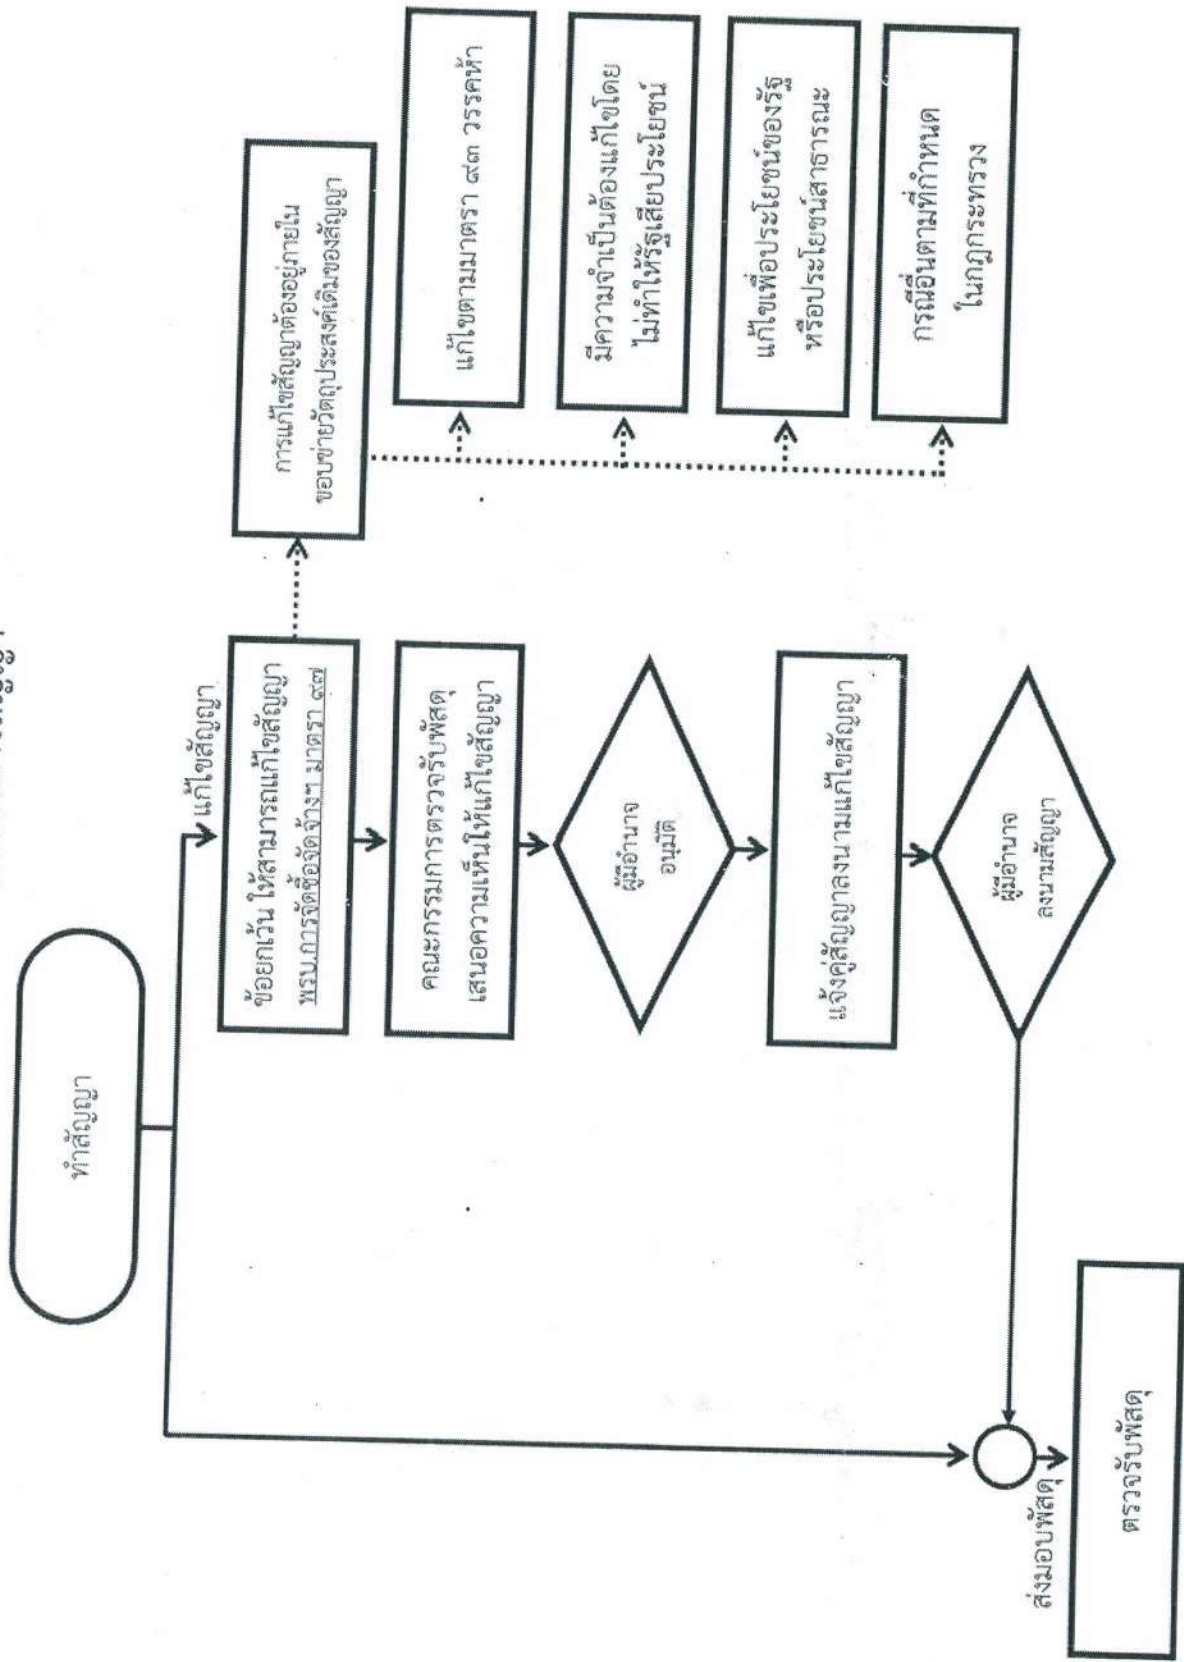 ทำสัญญา
แก้ไขสัญญา
ข้อยกเว้น ให้สามารถแก้ไขสัญญา
พรบ.การจัดซื้อจัดจ้างฯ มาตรา ๙๗
การแก้ไขสัญญาต้องอยู่ภายใน
ขอบข่ายวัตถุประสงค์เดิมของสัญญา
แก้ไขตามมาตรา ๙๓ วรรคห้า
มีความจำเป็นต้องแก้ไขโดย
ไม่ทำให้รัฐเสียประโยชน์
แก้ไขเพื่อประโยชน์ของรัฐ
หรือประโยชน์สาธารณะ
กรณีอื่นตามที่กำหนด
ในกฎกระทรวง
คณะกรรมการตรวจรับพัสดุ
เสนอความเห็นให้แก้ไขสัญญา
ผู้มีอำนาจ
อนุมัติ
แจ้งคู่สัญญาลงนามแก้ไขสัญญา
ผู้มีอำนาจ
ลงนามสัญญา
ส่งมอบพัสดุ
ตรวจรับพัสดุ